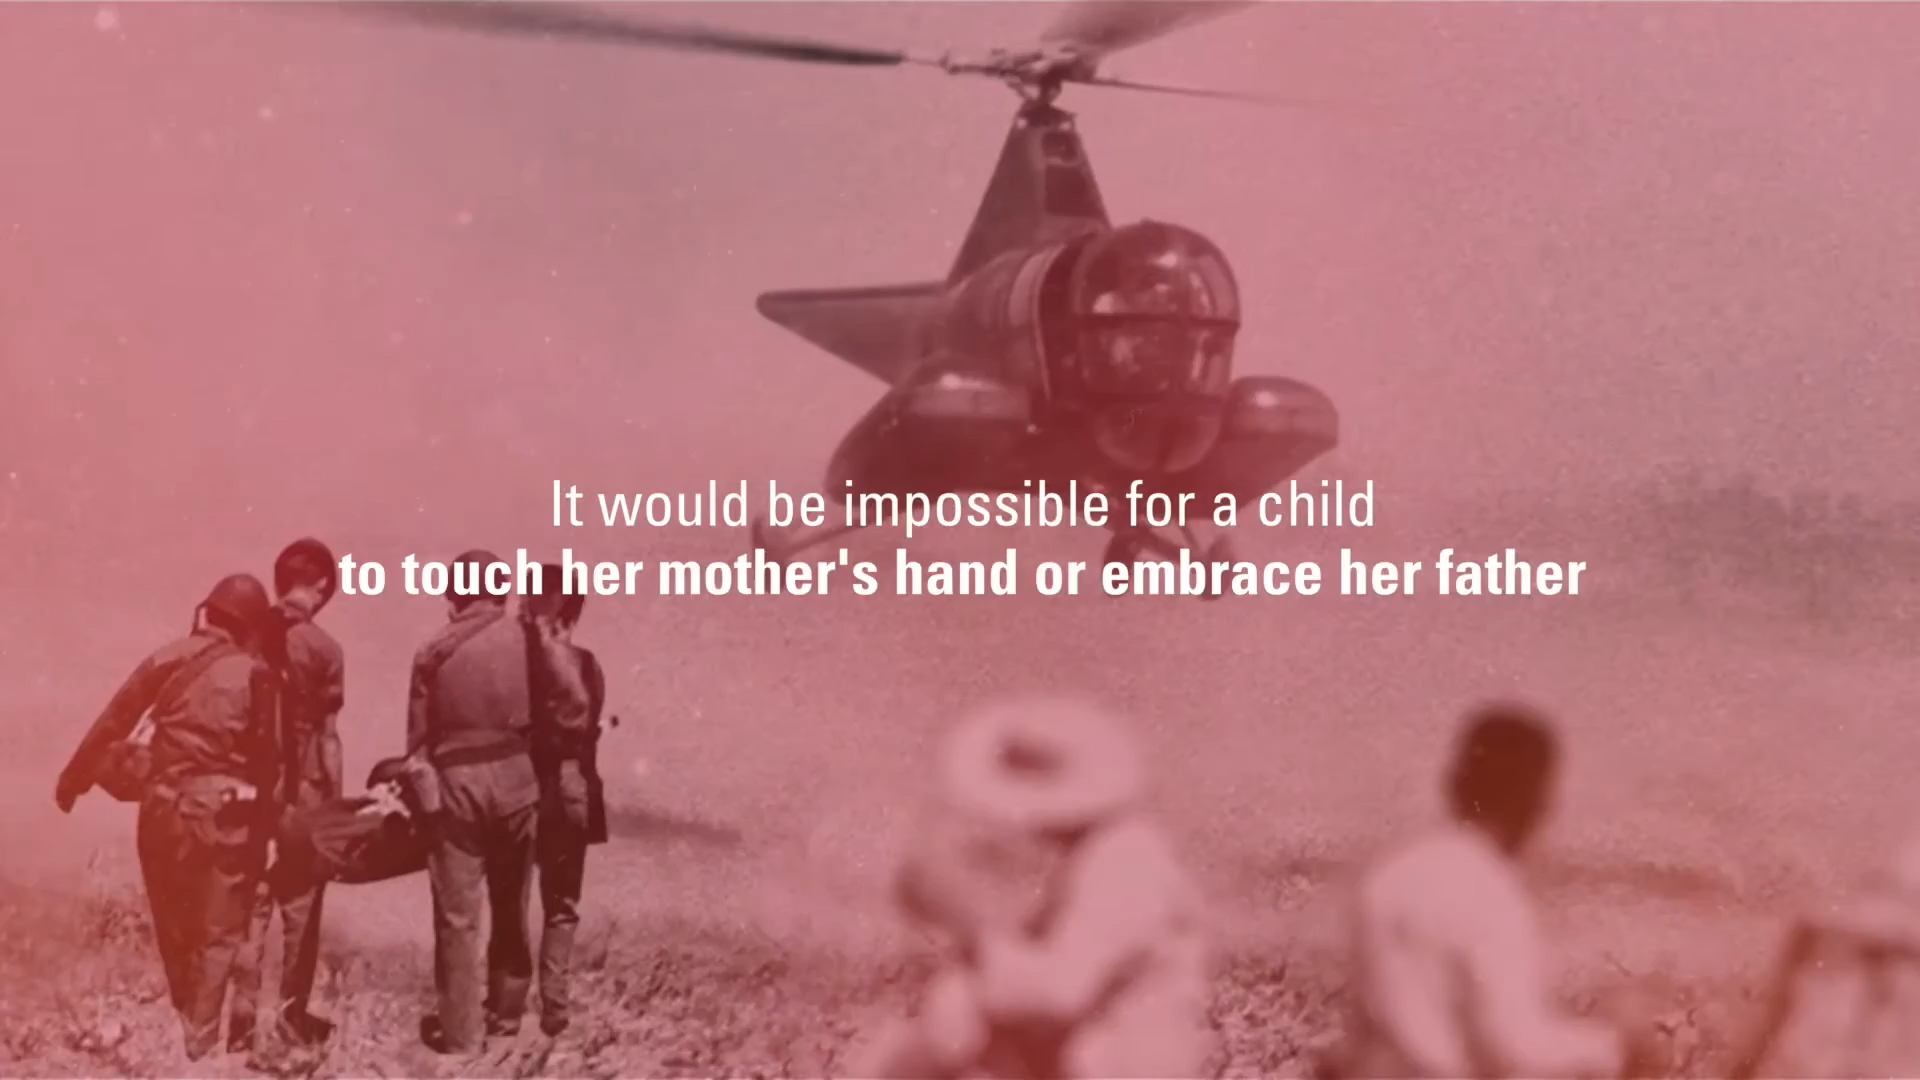 It would be impossible for a child
to touch her mother's hand or embrace her father